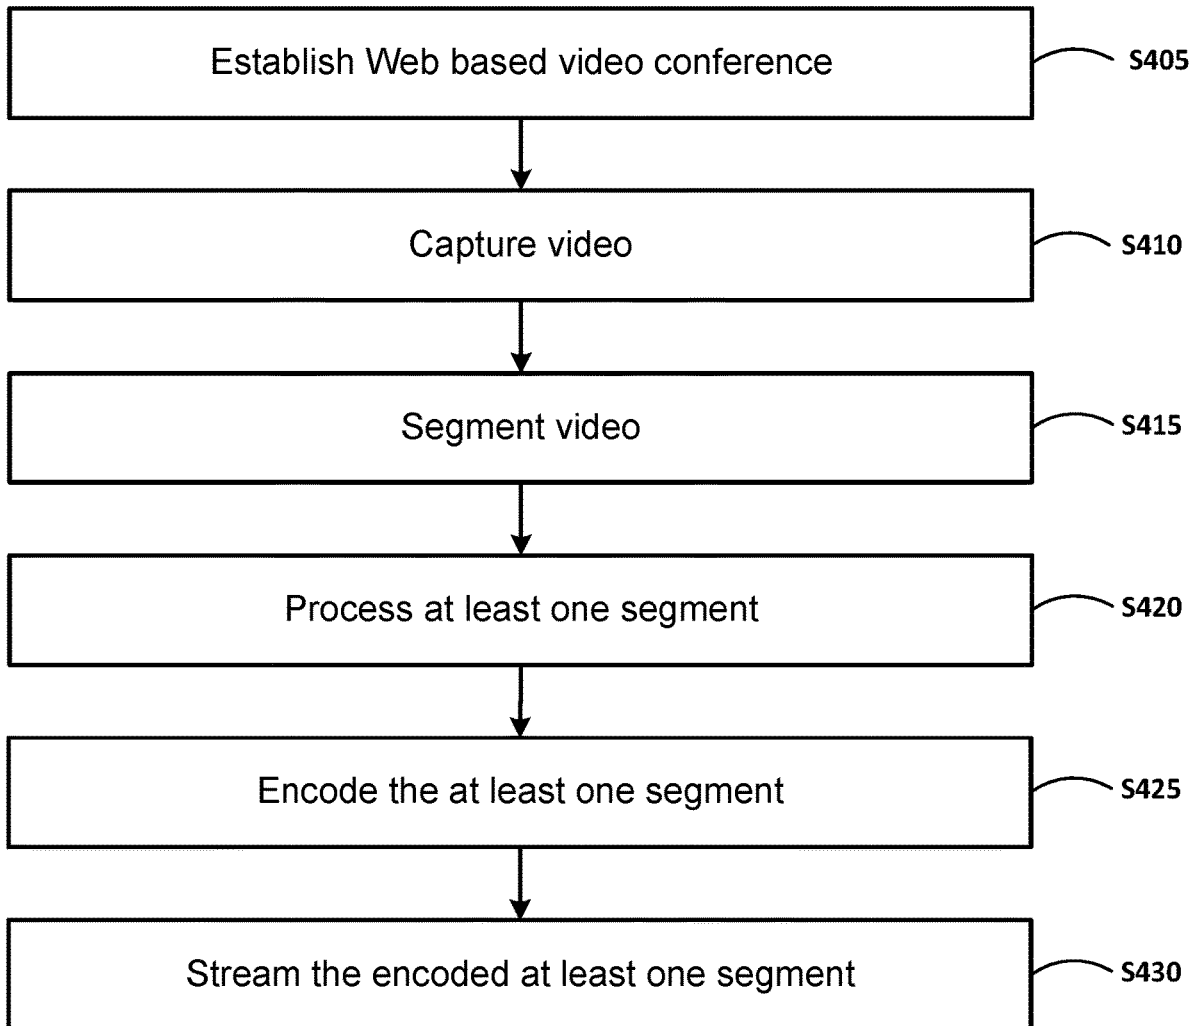 Establish Web based video conference
S405
Capture video
S410
Segment video
S415
Process at least one segment
S420
Encode the at least one segment
S425
Stream the encoded at least one segment
S430